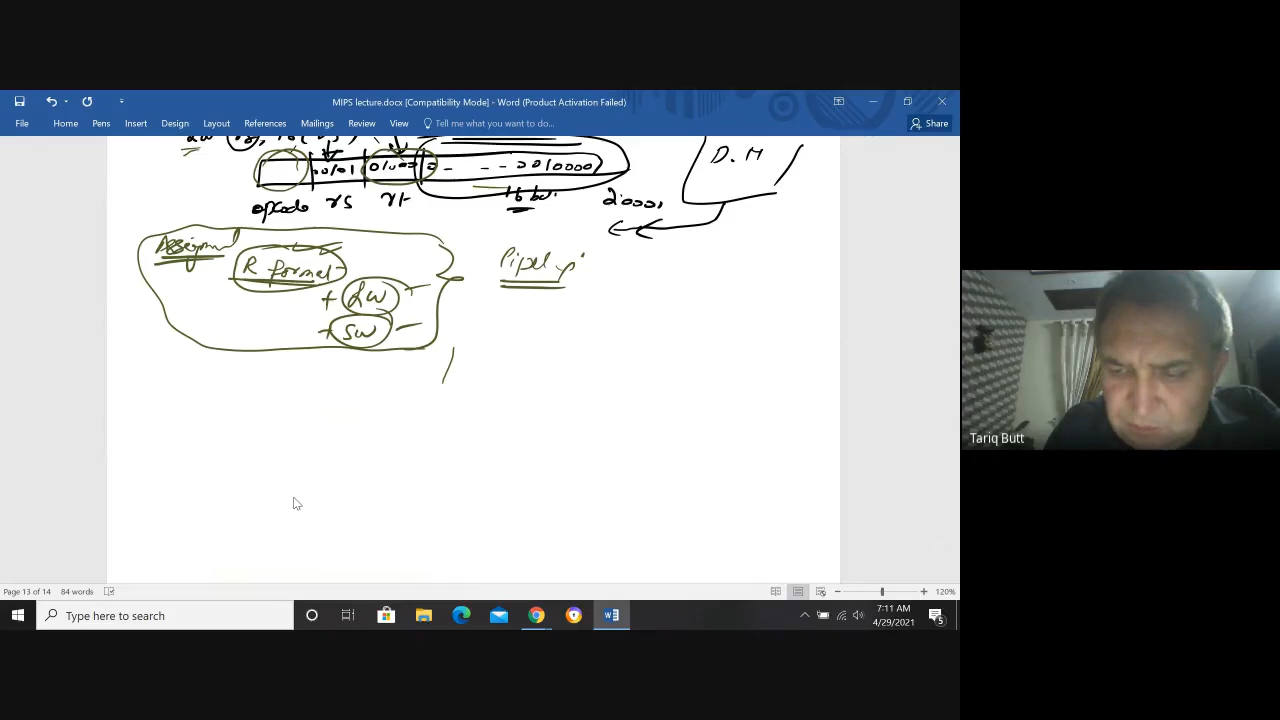 MIPS lecture.docx [Compatibility Mode] - Word (Product Activation Failed)
File Home Pens Insert Design Layout References Mailings Review View Tell me what you want to do... Share
D.M
opcode rs rt 16 bit
Assignment
R format
+ LW
+ SW
Tariq Butt
Page 13 of 14 84 words 120%
Type here to search
7:11 AM
4/29/2021
5